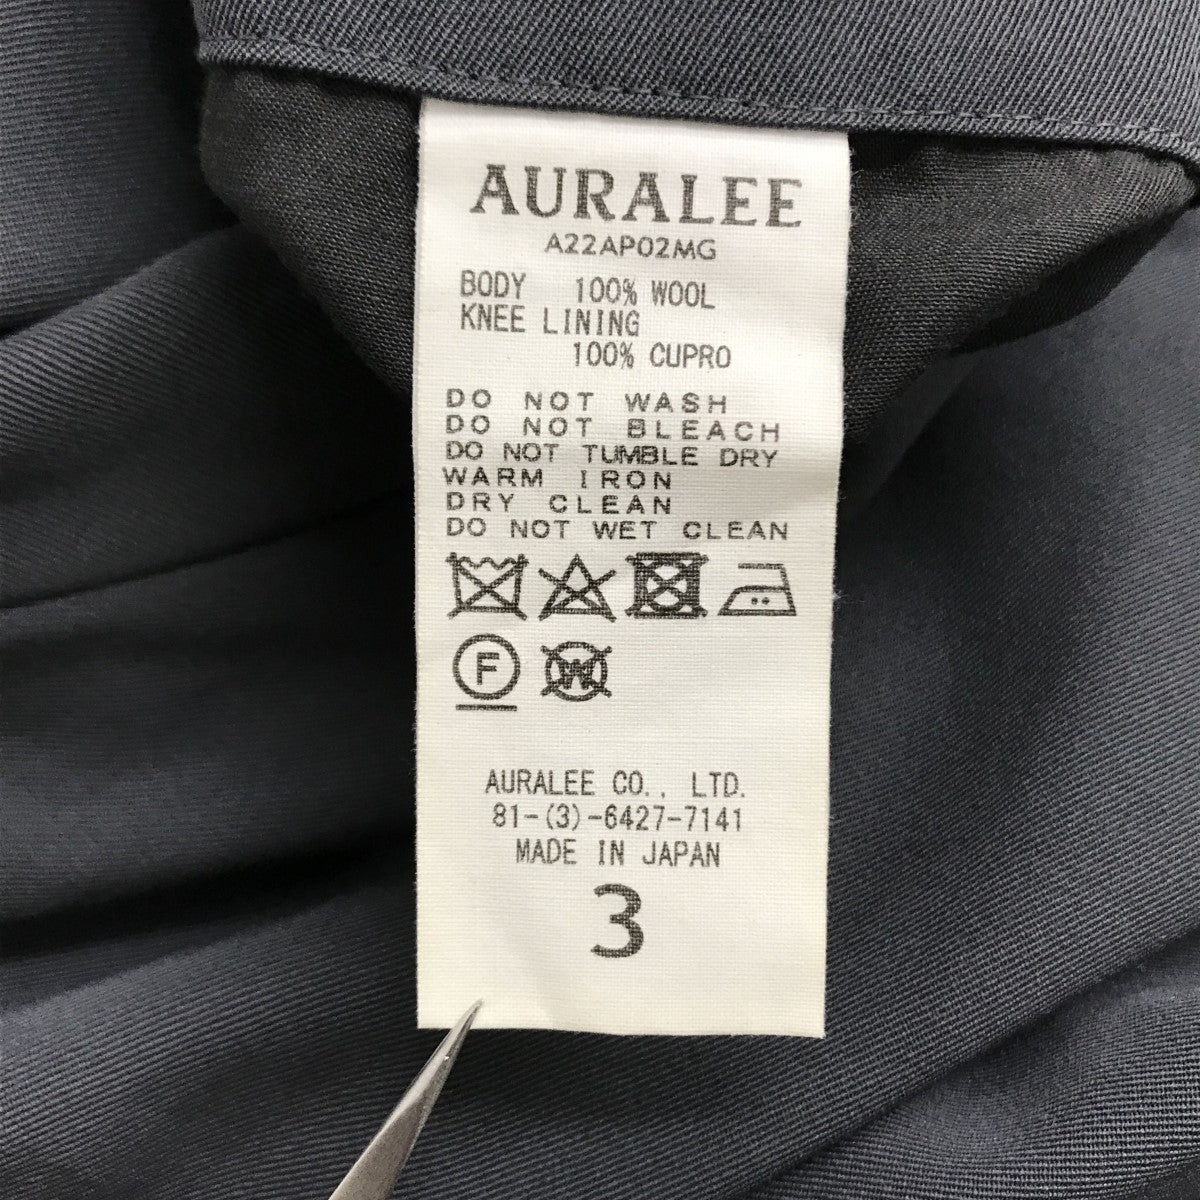 AURALEE
A22AP02MG
BODY 100% WOOL
KNEE LINING
100% CUPRO
DO NOT WASH
DO NOT BLEACH
DO NOT TUMBLE DRY
WARM IRON
DRY CLEAN
DO NOT WET CLEAN
F W
AURALEE CO., LTD.
81-(3)-6427-7141
MADE IN JAPAN
3